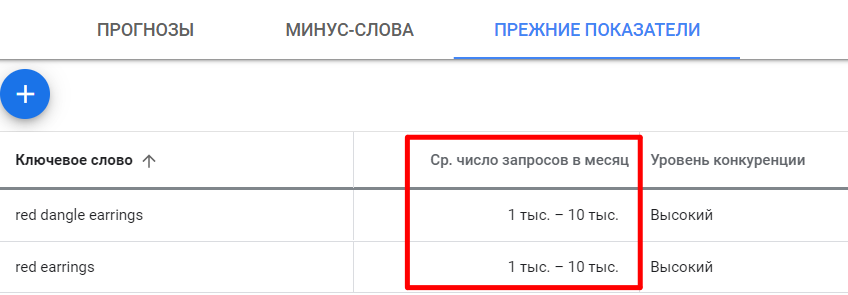 ПРОГНОЗЫ МИНУС-СЛОВА ПРЕЖНИЕ ПОКАЗАТЕЛИ
Ключевое слово Ср. число запросов в месяц Уровень конкуренции
red dangle earrings 1 тыс. – 10 тыс. Высокий
red earrings 1 тыс. – 10 тыс. Высокий